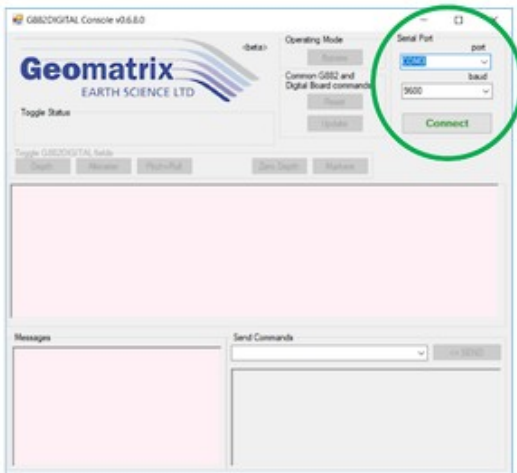 G882DIGITAL Console v0.6.8.0
<beta>
Geomatrix
EARTH SCIENCE LTD
Toggle Status
Operating Mode
Common G882 and
Digital Board commands
Reset
Update
Serial Port
port
COM3
baud
9600
Connect
Toggle G882DIGITAL fields
Depth
Altimeter
Pitch+Roll
Zero Depth
Markers
Messages
Send Commands
>> SEND